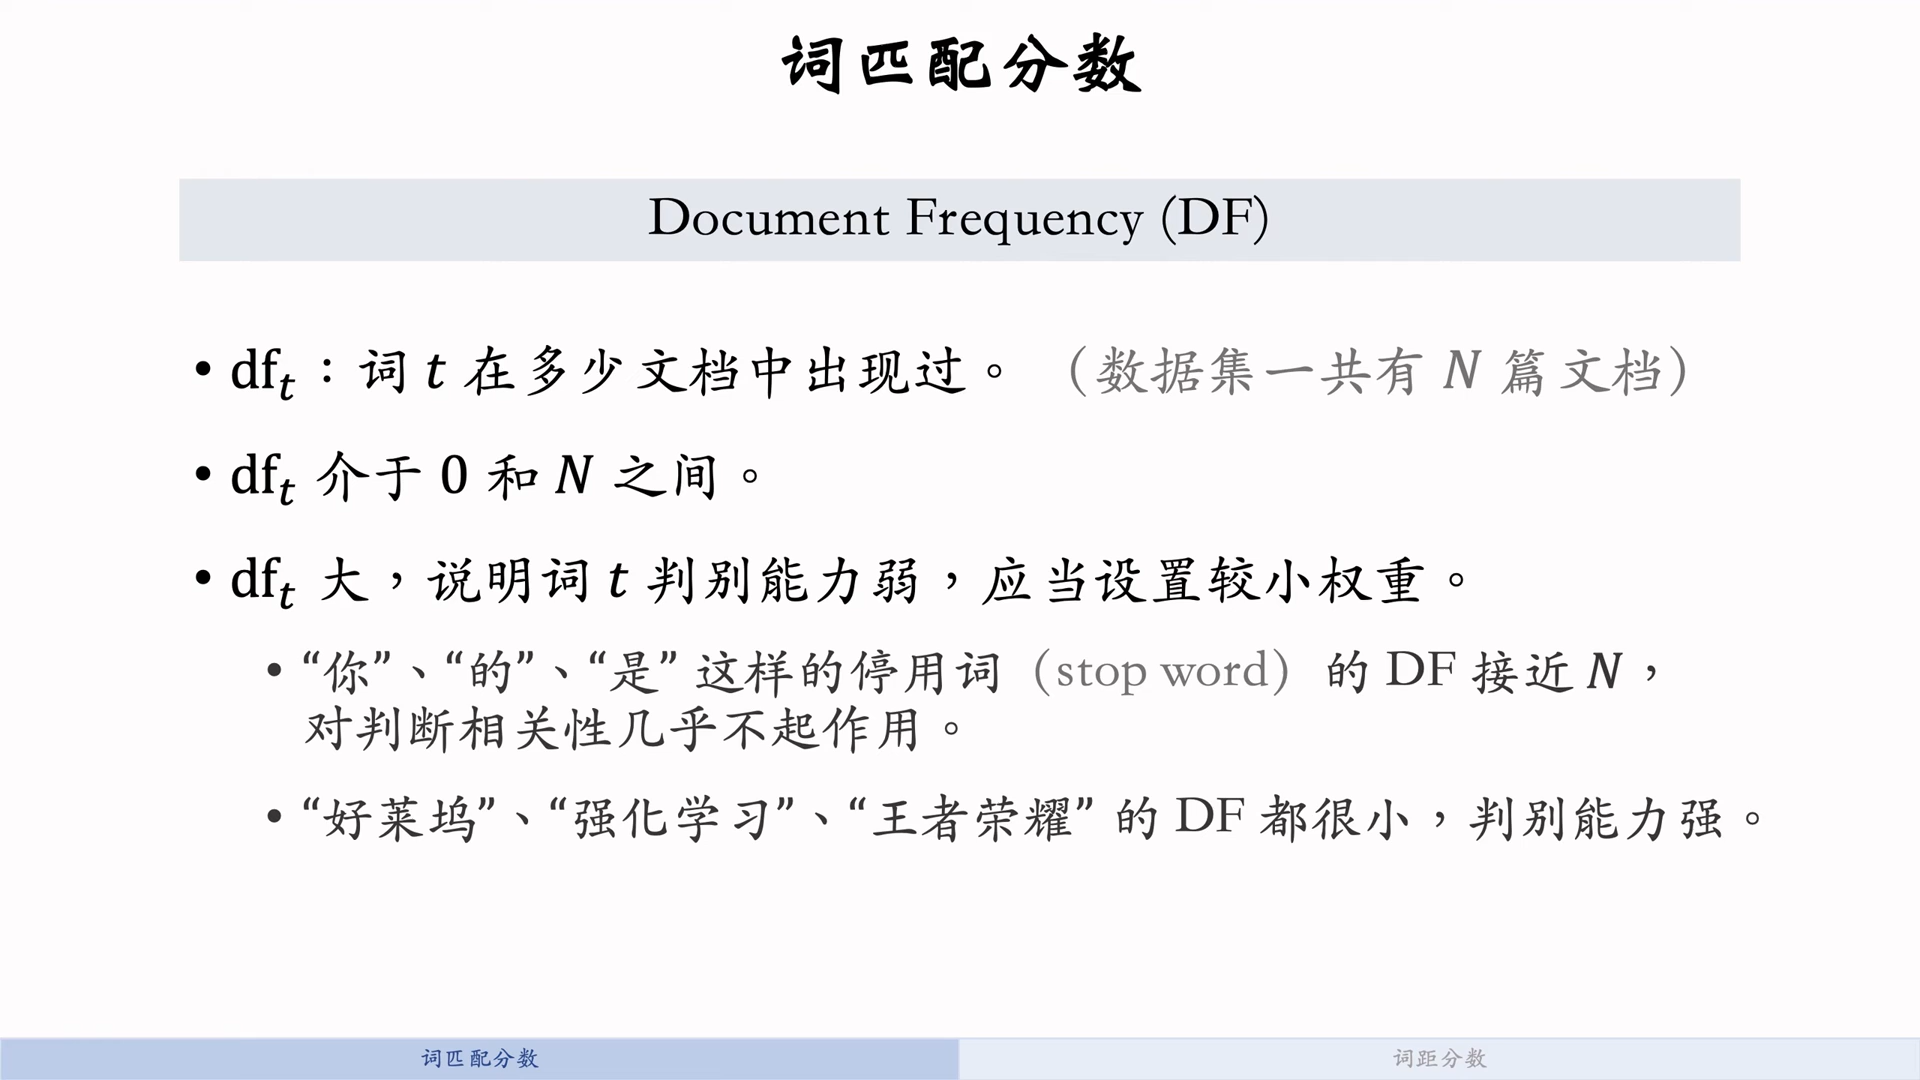 词匹配分数
Document Frequency (DF)
• dfₜ：词 t 在多少文档中出现过。（数据集一共有 N 篇文档）
• dfₜ 介于 0 和 N 之间。
• dfₜ 大，说明词 t 判别能力弱，应当设置较小权重。
• “你”、“的”、“是” 这样的停用词（stop word）的 DF 接近 N，
对判断相关性几乎不起作用。
• “好莱坞”、“强化学习”、“王者荣耀” 的 DF 都很小，判别能力强。
词匹配分数
词距分数